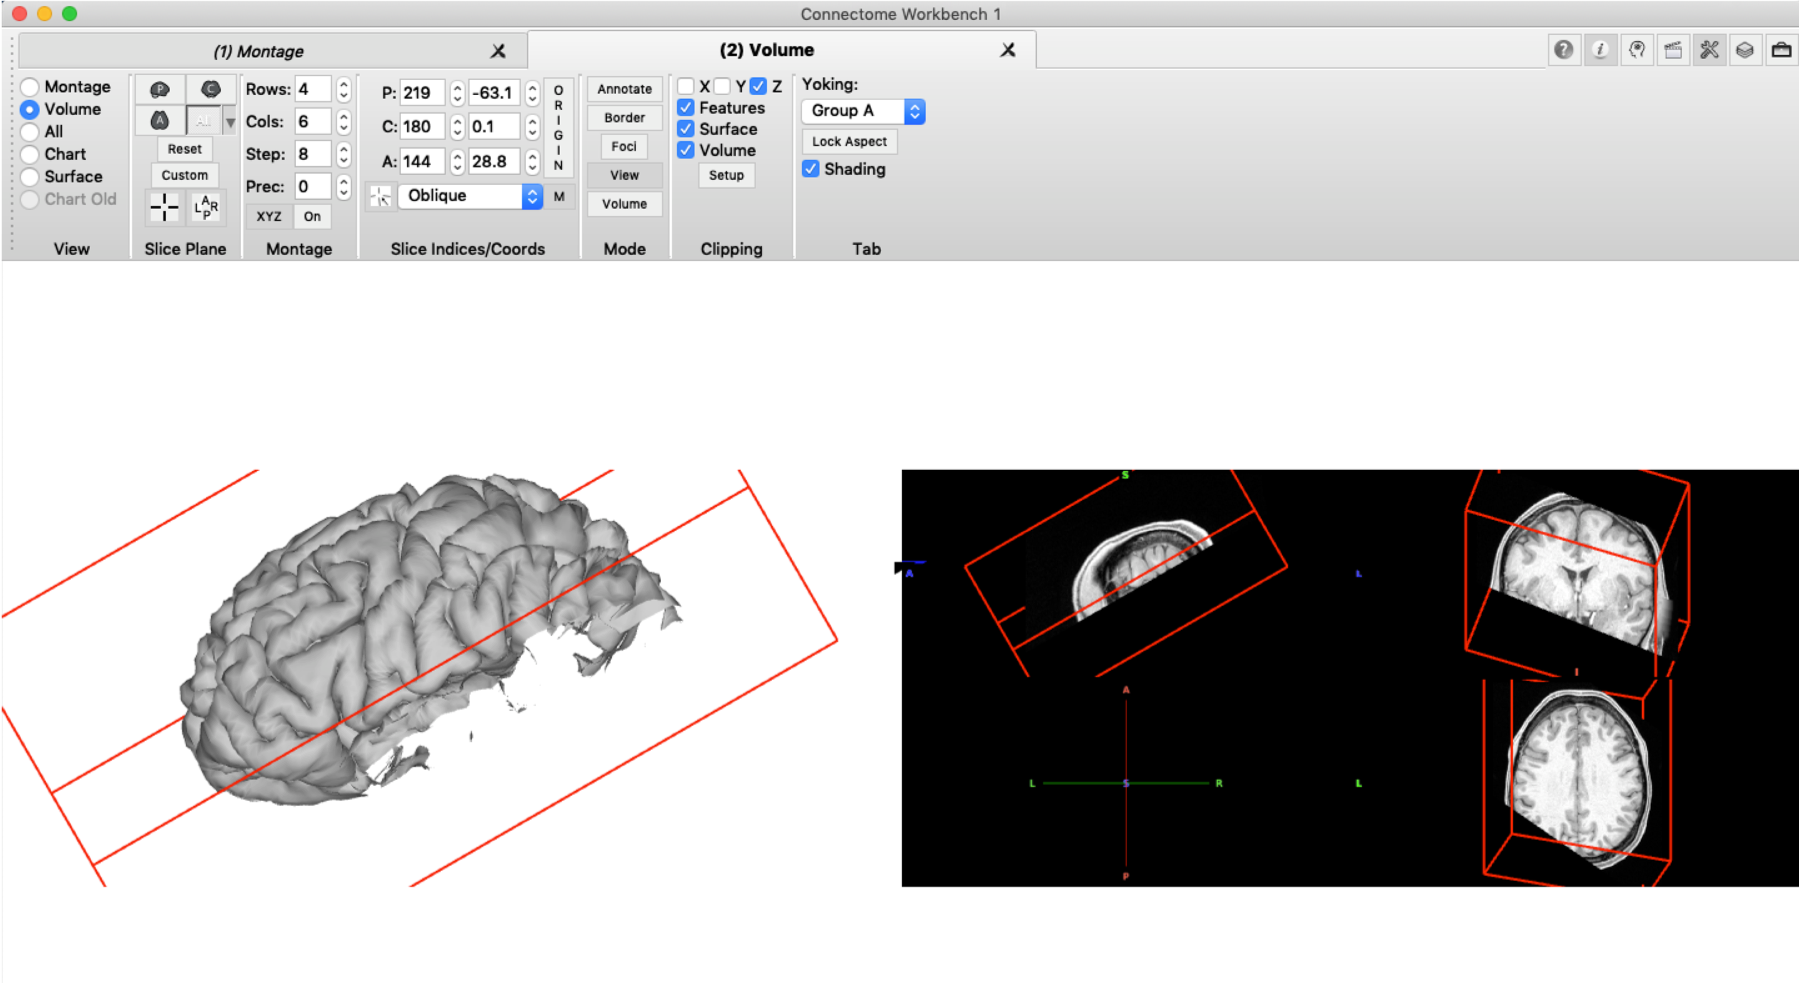 Connectome Workbench 1
(1) Montage
(2) Volume
Montage
Volume
All
Chart
Surface
Chart Old
View
P
C
A
All
Reset
Custom
L A R P
Slice Plane
Rows: 4
Cols: 6
Step: 8
Prec: 0
XYZ On
Montage
P: 219 -63.1
C: 180 0.1
A: 144 28.8
ORIGIN
Oblique
M
Slice Indices/Coords
Annotate
Border
Foci
View
Volume
Mode
X Y Z
Features
Surface
Volume
Setup
Clipping
Yoking:
Group A
Lock Aspect
Shading
Tab
? i
S
A
L
I
A
L S R
P
L